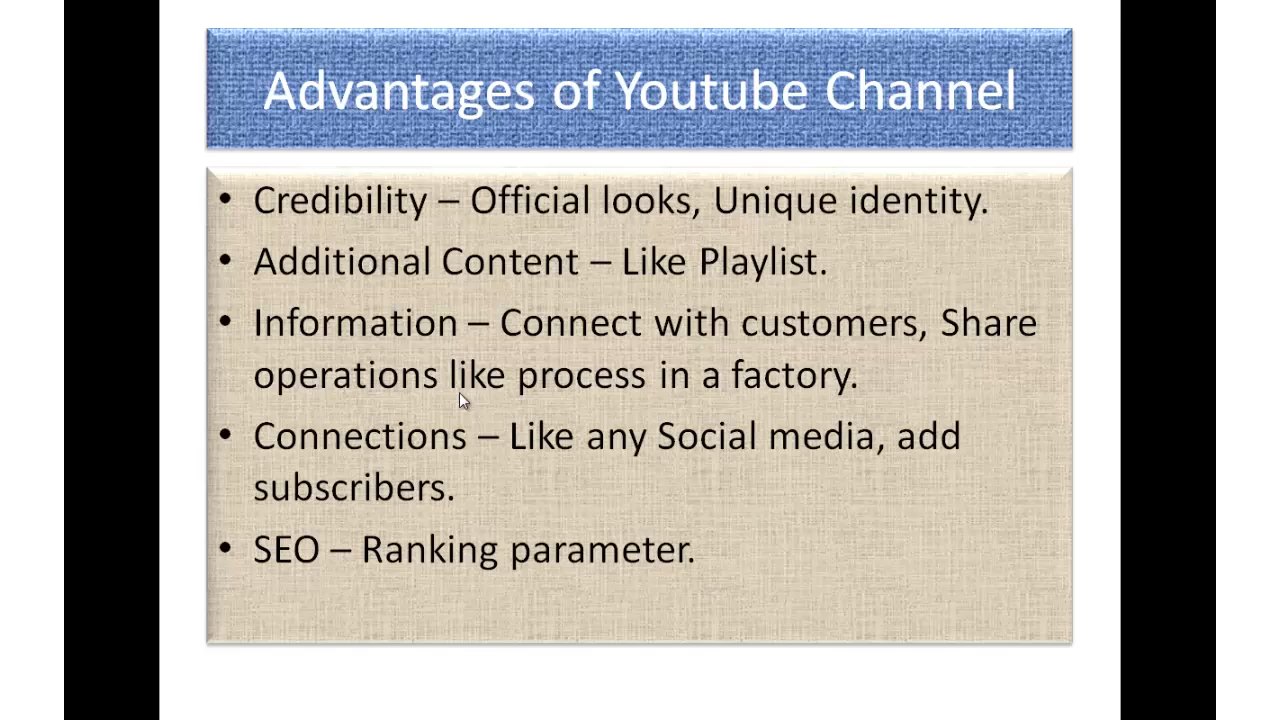 Advantages of Youtube Channel
• Credibility – Official looks, Unique identity.
• Additional Content – Like Playlist.
• Information – Connect with customers, Share
operations like process in a factory.
• Connections – Like any Social media, add
subscribers.
• SEO – Ranking parameter.